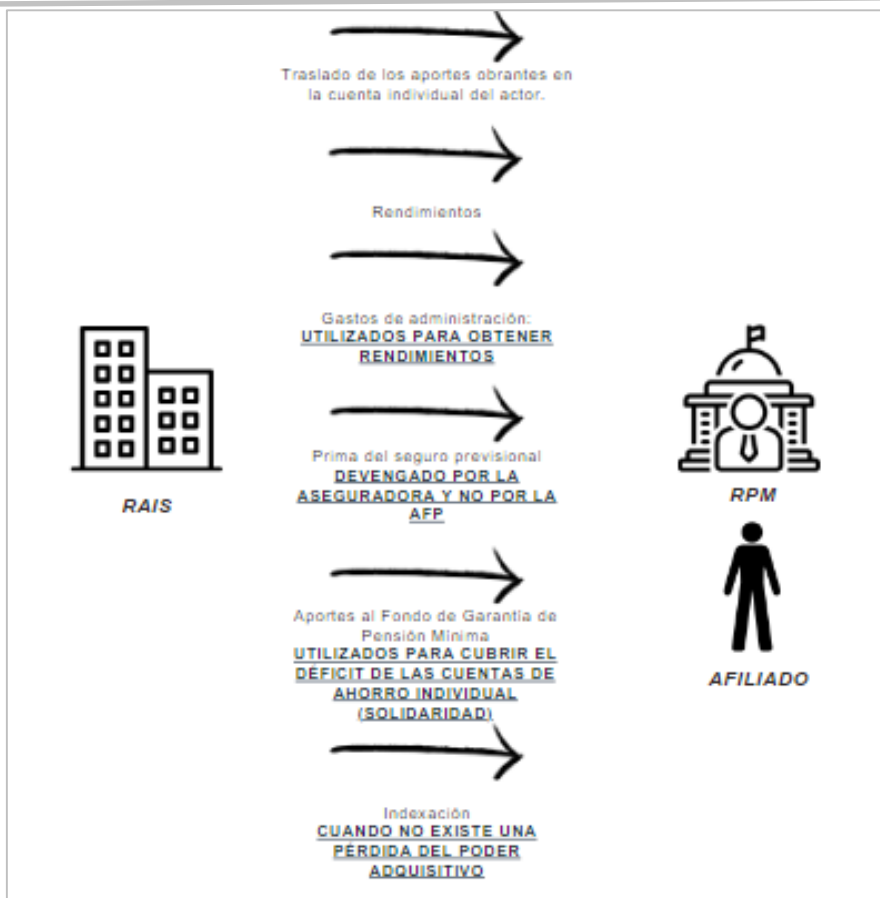 Traslado de los aportes obrantes en
la cuenta individual del actor.
Rendimientos
Gastos de administración:
UTILIZADOS PARA OBTENER
RENDIMIENTOS
Prima del seguro previsional
DEVENGADO POR LA
ASEGURADORA Y NO POR LA
AFP
RAIS
RPM
Aportes al Fondo de Garantía de
Pensión Mínima
UTILIZADOS PARA CUBRIR EL
DÉFICIT DE LAS CUENTAS DE
AHORRO INDIVIDUAL
(SOLIDARIDAD)
AFILIADO
Indexación
CUANDO NO EXISTE UNA
PÉRDIDA DEL PODER
ADQUISITIVO